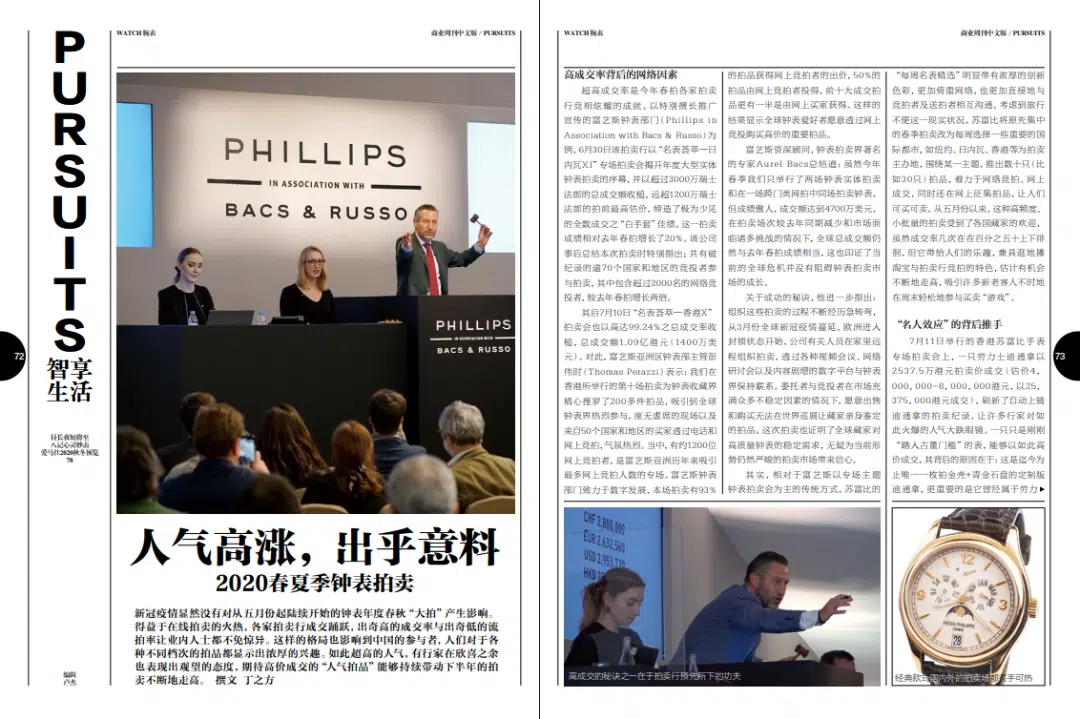 PURSUITS
智享
生活
72
征长夜短路至
八记心灵妙击
爱马仕2020秋冬预览
78
编辑
卢杰
WATCH 腕表
商业周刊中文版 / PURSUITS
PHILLIPS
IN ASSOCIATION WITH
BACS & RUSSO
PHILLIPS
IN ASSOCIATION WITH
BACS & RUSSO
人气高涨，出乎意料
2020春夏季钟表拍卖
新冠疫情显然没有对从五月份起陆续开始的钟表年度春秋“大拍”产生影响。
得益于在线拍卖的火热，各家拍卖行成交踊跃，出奇高的成交率与出奇低的流
拍率让业内人士都不免惊异。这样的格局也影响到中国的参与者，人们对于各
种不同档次的拍品都显示出浓厚的兴趣。如此超高的人气，有行家在欣喜之余
也表现出观望的态度，期待高价成交的“人气拍品”能够持续带动下半年的拍
卖不断地走高。 撰文 丁之方
WATCH 腕表
商业周刊中文版 / PURSUITS
高成交率背后的网络因素
超高成交率是今年春拍各家拍卖
行竞相炫耀的成就。以特别擅长推广
宣传的富艺斯钟表部门（Phillips in
Association with Bacs & Russo）为
例，6月30日该拍卖行以“名表荟萃—日
内瓦XI”专场拍卖会揭开年度大型实体
钟表拍卖的序幕，并以超过3000万瑞士
法郎的总成交额收槌，远超1200万瑞士
法郎的拍前最高估价，缔造了极为少见
的全数成交之“白手套”佳绩。这一拍卖
成绩相对去年春拍增长了20%。该公司
事后总结本次拍卖时特别指出：共有破
纪录的逾70个国家和地区的竞投者参
与拍卖，其中包含超过2000名的网络竞
投者，较去年春拍增长两倍。
其后7月10日“名表荟萃—香港X”
拍卖会也以高达99.24%之总成交率收
槌，总成交额1.09亿港元（1400万美
元）。对此，富艺斯亚洲区钟表部主管部
伟时（Thomas Perazzi）表示：我们在
香港所举行的第十场拍卖为钟表收藏界
精心搜罗了200多件拍品，吸引到全球
钟表界热烈参与，座无虚席的现场以及
来自50个国家和地区的买家透过电话和
网上竞拍，气氛热烈。当中，有约1200位
网上竞拍者，是富艺斯亚洲历年来吸引
最多网上竞拍人数的专场。富艺斯钟表
部门致力于数字发展，本场拍卖有93%
的拍品获得网上竞拍者的出价，50%的
拍品由网上竞拍者投得，前十大成交拍
品更有一半是由网上买家获得。这样的
结果显示全球钟表爱好者愿意透过网上
竞投购买高价的重要拍品。
富艺斯资深顾问，钟表拍卖界著名
的专家Aurel Bacs总结道：虽然今年
春季我们只举行了两场钟表实体拍卖
和在一场跨门类网拍中同场拍卖钟表，
但成绩傲人，成交额达到4700万美元，
在拍卖场次较去年同期减少和市场面
临诸多挑战的情况下，全球总成交额仍
然与去年春拍成绩相当。这也印证了当
前的全球危机并没有阻碍钟表拍卖市
场的成长。
关于成功的秘诀，他进一步指出：
组织这些拍卖的过程不断经历急转弯，
从3月份全球新冠疫情蔓延，欧洲进入
封锁状态开始，公司有关人员在家里远
程组织拍卖，透过各种视频会议、网络
研讨会以及内容剧增的数字平台与钟表
界保持联系。委托者与竞投者在市场充
满众多不稳定因素的情况下，愿意出售
和购买无法在世界巡展让藏家亲身鉴定
的拍品。这次拍卖也证明了全球藏家对
高质量钟表的稳定需求，无疑为当前形
势仍然严峻的拍卖市场带来信心。
其实，相对于富艺斯以专场主题
钟表拍卖会为主的传统方式，苏富比的
“每周名表精选”明显带有浓厚的创新
色彩，更加倚重网络，也更加直接地与
竞拍者及送拍者相互沟通。考虑到旅行
不便这一现实状况，苏富比将原先集中
的春季拍卖改为每周选择一些重要的国
际都市，如纽约、日内瓦、香港等为拍卖
主办地，围绕某一主题，推出数十只（比
如30只）拍品，着力于网络竞拍、网上
成交，同时还在网上征集拍品，让人们
可买可卖。从五月份以来，这种高频度、
小批量的拍卖受到了各国藏家的欢迎，
虽然成交率几次在在百分之五十上下徘
徊，但它带给人们的乐趣，兼具逛地摊
淘宝与拍卖行竞拍的特色，估计有机会
不断地走高，吸引许多新老客人不时地
在周末轻松地参与买卖“游戏”。
“名人效应”的背后推手
7月11日举行的香港苏富比手表
专场拍卖会上，一只劳力士迪通拿以
2537.5万港元成交拍卖（估价4，
000，000~8，000，000港元，以25，
375，000港元成交），刷新了自动上链
迪通拿的拍卖纪录，让许多行家对如
此火爆的人气大跌眼镜。一只只是刚刚
“踏入古董门槛”的表，能够以如此高
价成交，其背后的原因在于：这是迄今为
止唯一一枚铂金壳+青金石盘的定制版
迪通拿，更重要的是它曾经属于劳力▶
73
CHF 2,800,000
EUR 2,632,560
USD 2,953,720
高成交的秘诀之一在于拍卖行预先所下的功夫
PATEK PHILIPPE
28
经典款式国内外的拍卖场都炙手可热